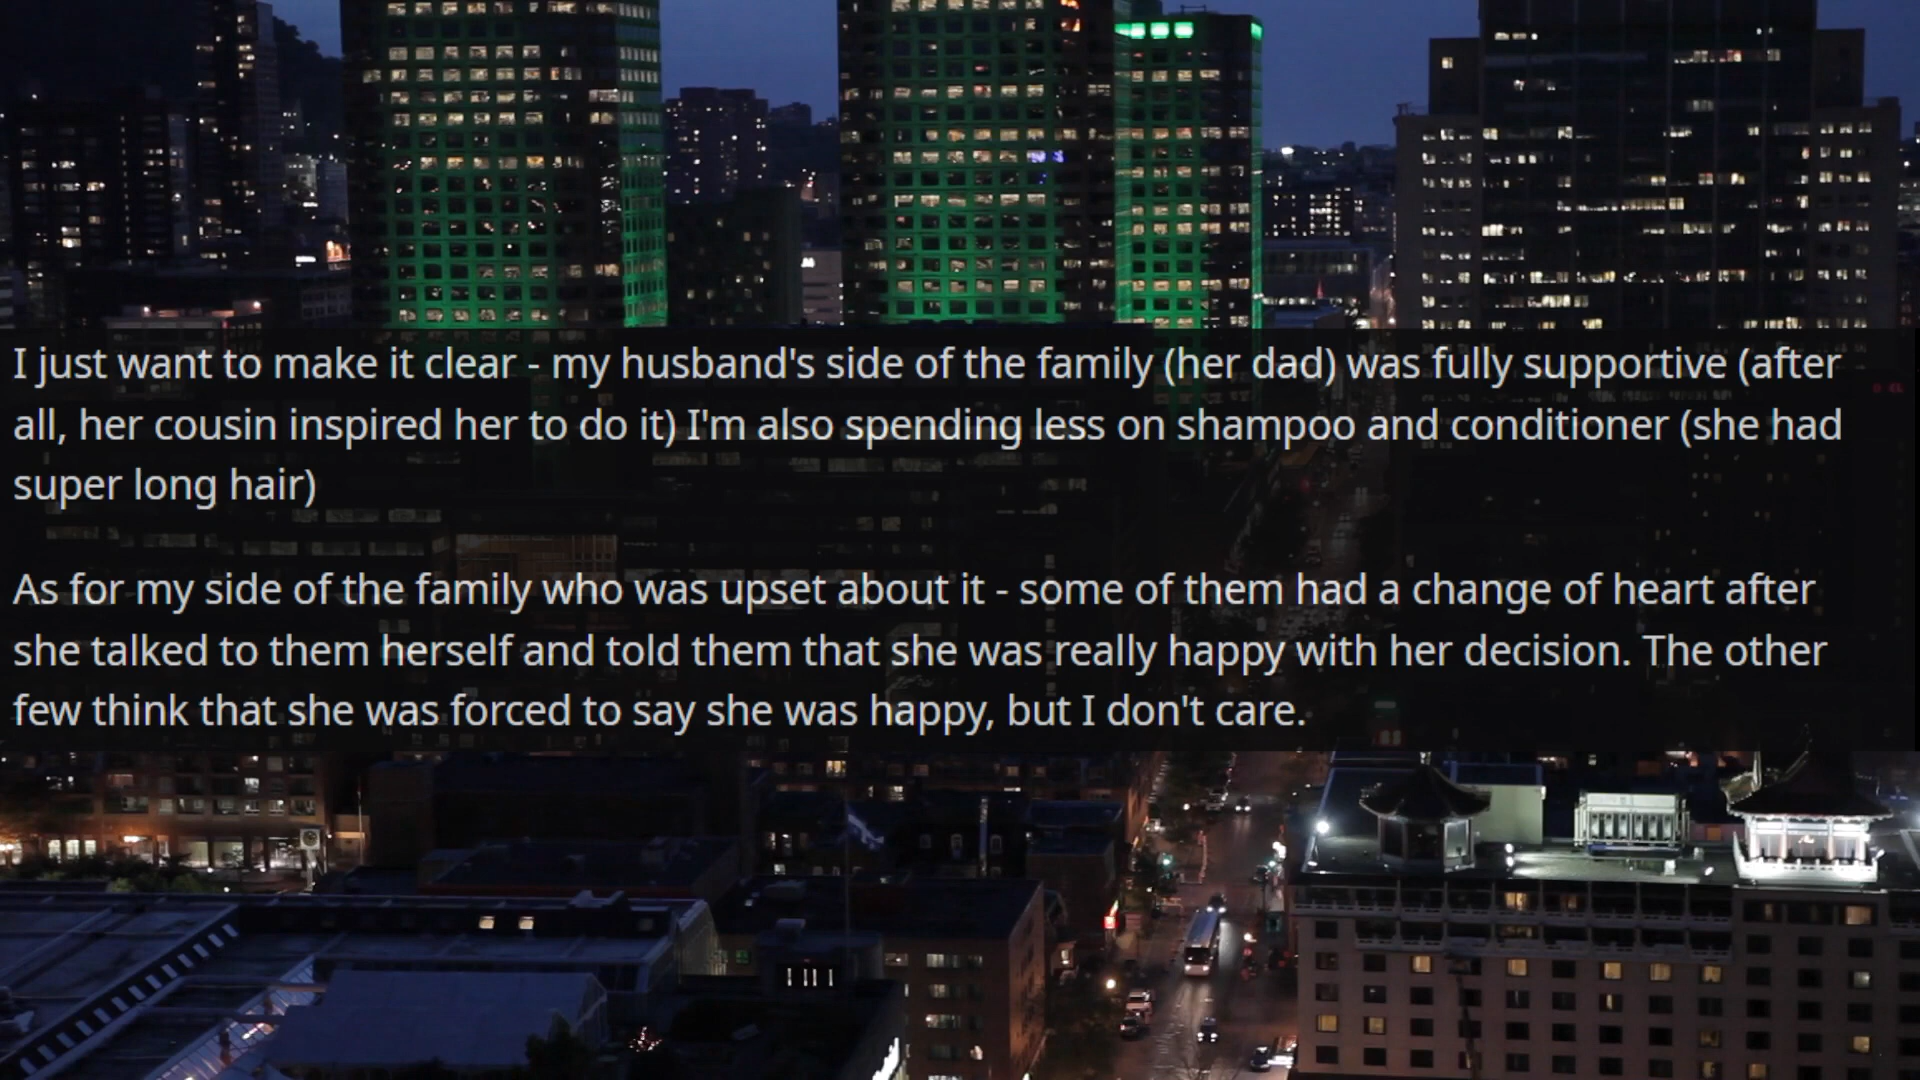 I just want to make it clear - my husband's side of the family (her dad) was fully supportive (after
all, her cousin inspired her to do it) I'm also spending less on shampoo and conditioner (she had
super long hair)
As for my side of the family who was upset about it - some of them had a change of heart after
she talked to them herself and told them that she was really happy with her decision. The other
few think that she was forced to say she was happy, but I don't care.